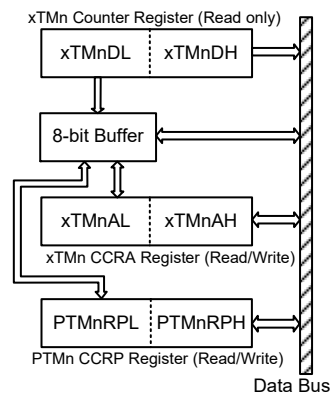 xTMn Counter Register (Read only)
xTMnDL xTMnDH
8-bit Buffer
xTMnAL xTMnAH
xTMn CCRA Register (Read/Write)
PTMnRPL PTMnRPH
PTMn CCRP Register (Read/Write)
Data Bus